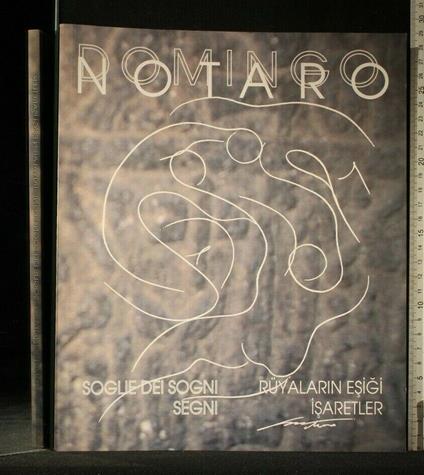 DOMINGO
NOTARO
SOGLIE DEI SOGNI
SEGNI
RÜYALARIN EŞİĞİ
İŞARETLER